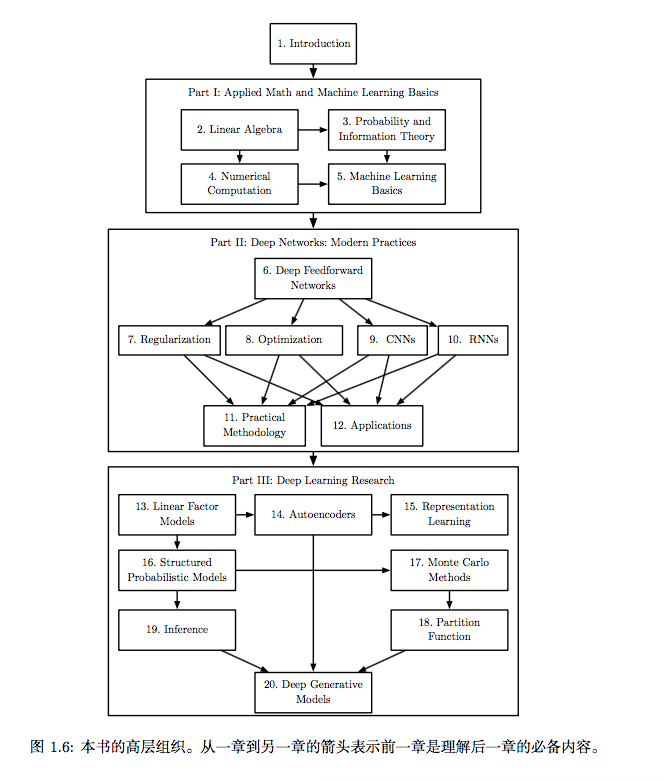 1. Introduction
Part I: Applied Math and Machine Learning Basics
2. Linear Algebra
3. Probability and
Information Theory
4. Numerical
Computation
5. Machine Learning
Basics
Part II: Deep Networks: Modern Practices
6. Deep Feedforward
Networks
7. Regularization
8. Optimization
9. CNNs
10. RNNs
11. Practical
Methodology
12. Applications
Part III: Deep Learning Research
13. Linear Factor
Models
14. Autoencoders
15. Representation
Learning
16. Structured
Probabilistic Models
17. Monte Carlo
Methods
19. Inference
18. Partition
Function
20. Deep Generative
Models
图 1.6: 本书的高层组织。从一章到另一章的箭头表示前一章是理解后一章的必备内容。